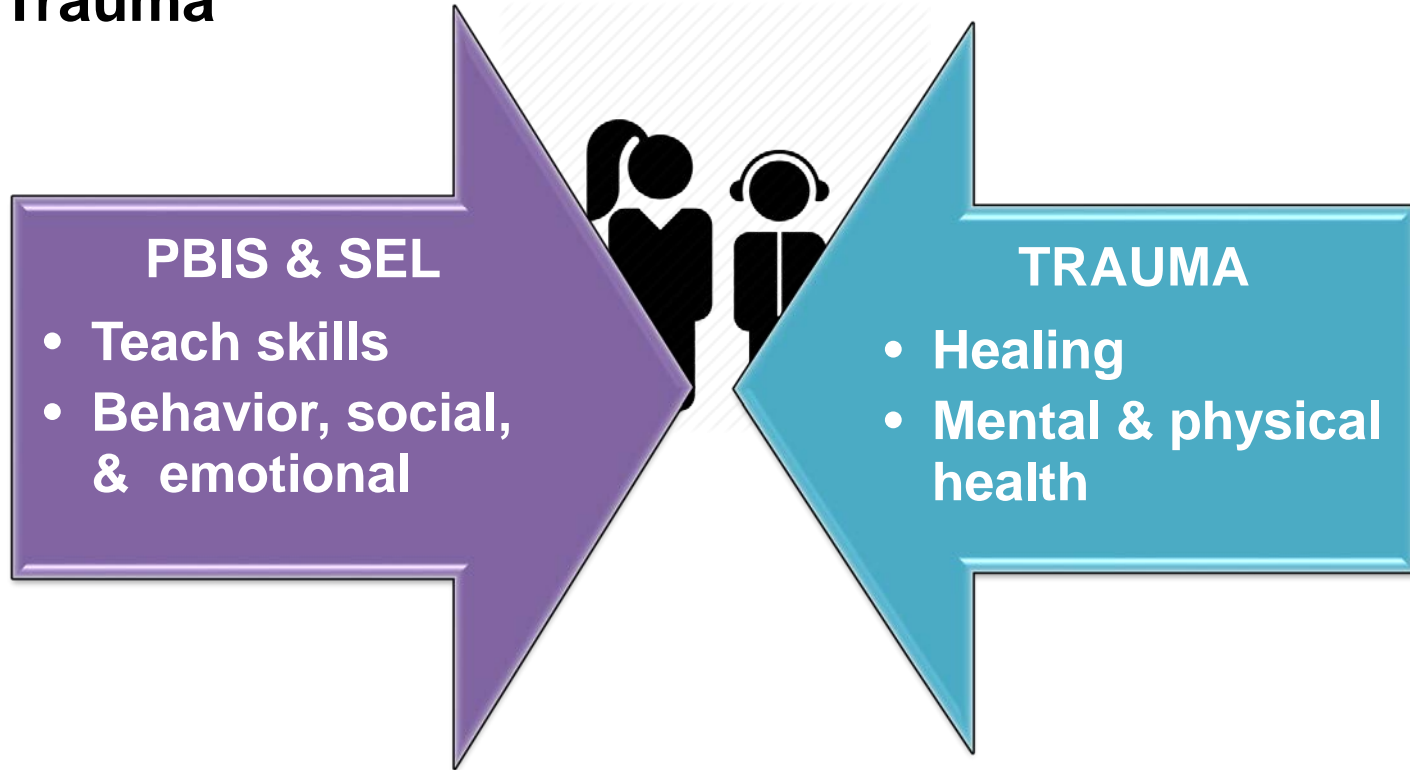 Trauma
PBIS & SEL
• Teach skills
• Behavior, social,
& emotional
TRAUMA
• Healing
• Mental & physical
health